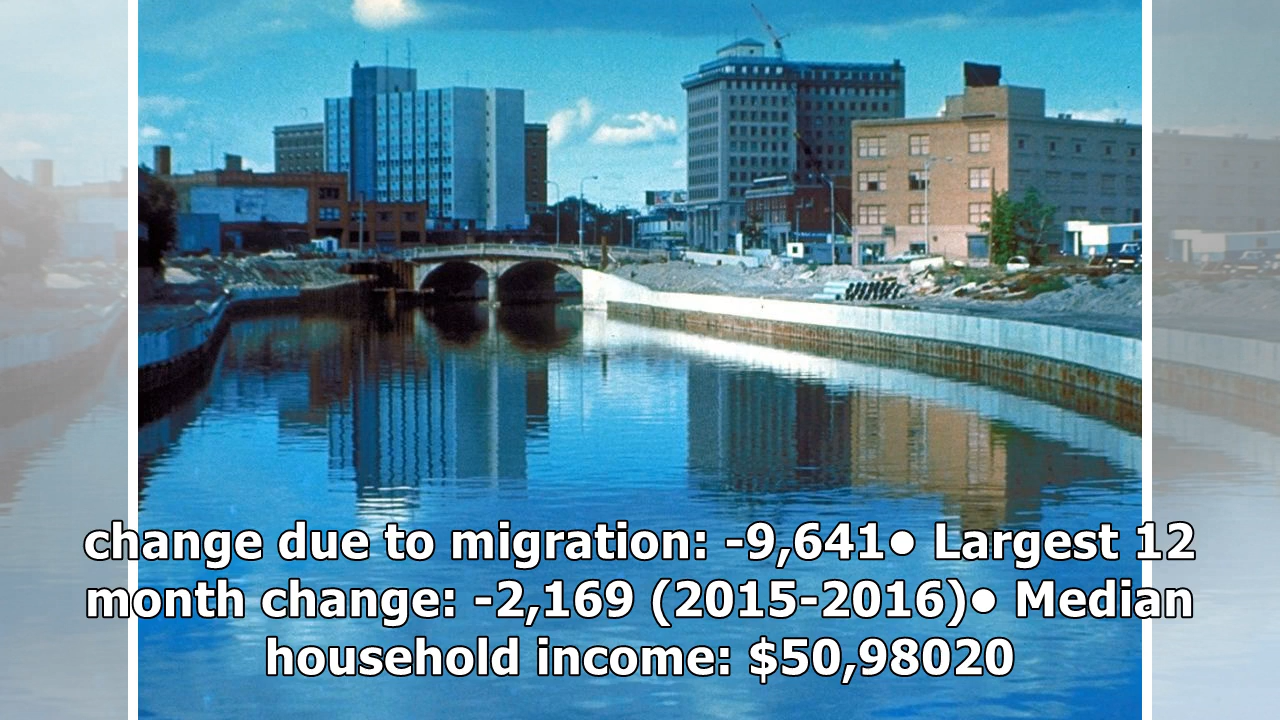 change due to migration: -9,641● Largest 12
month change: -2,169 (2015-2016)● Median
household income: $50,98020